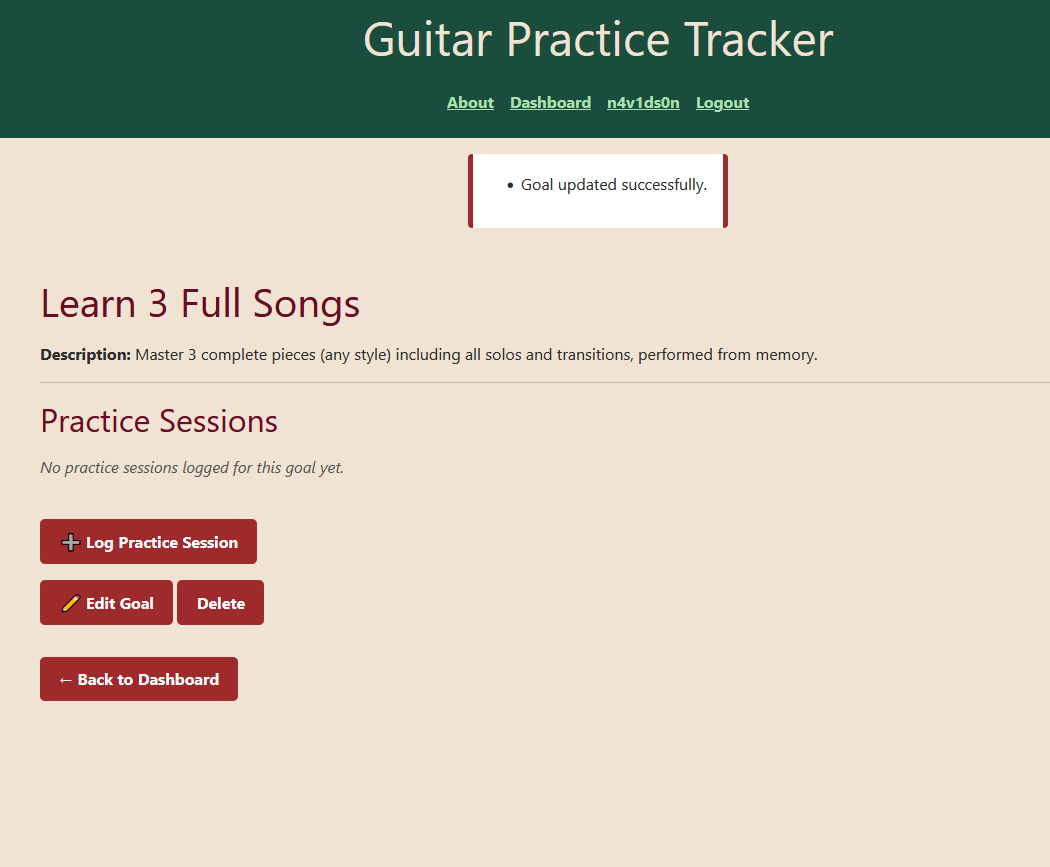 Guitar Practice Tracker
About Dashboard n4v1ds0n Logout
• Goal updated successfully.
Learn 3 Full Songs
Description: Master 3 complete pieces (any style) including all solos and transitions, performed from memory.
Practice Sessions
No practice sessions logged for this goal yet.
➕ Log Practice Session
✏️ Edit Goal Delete
← Back to Dashboard